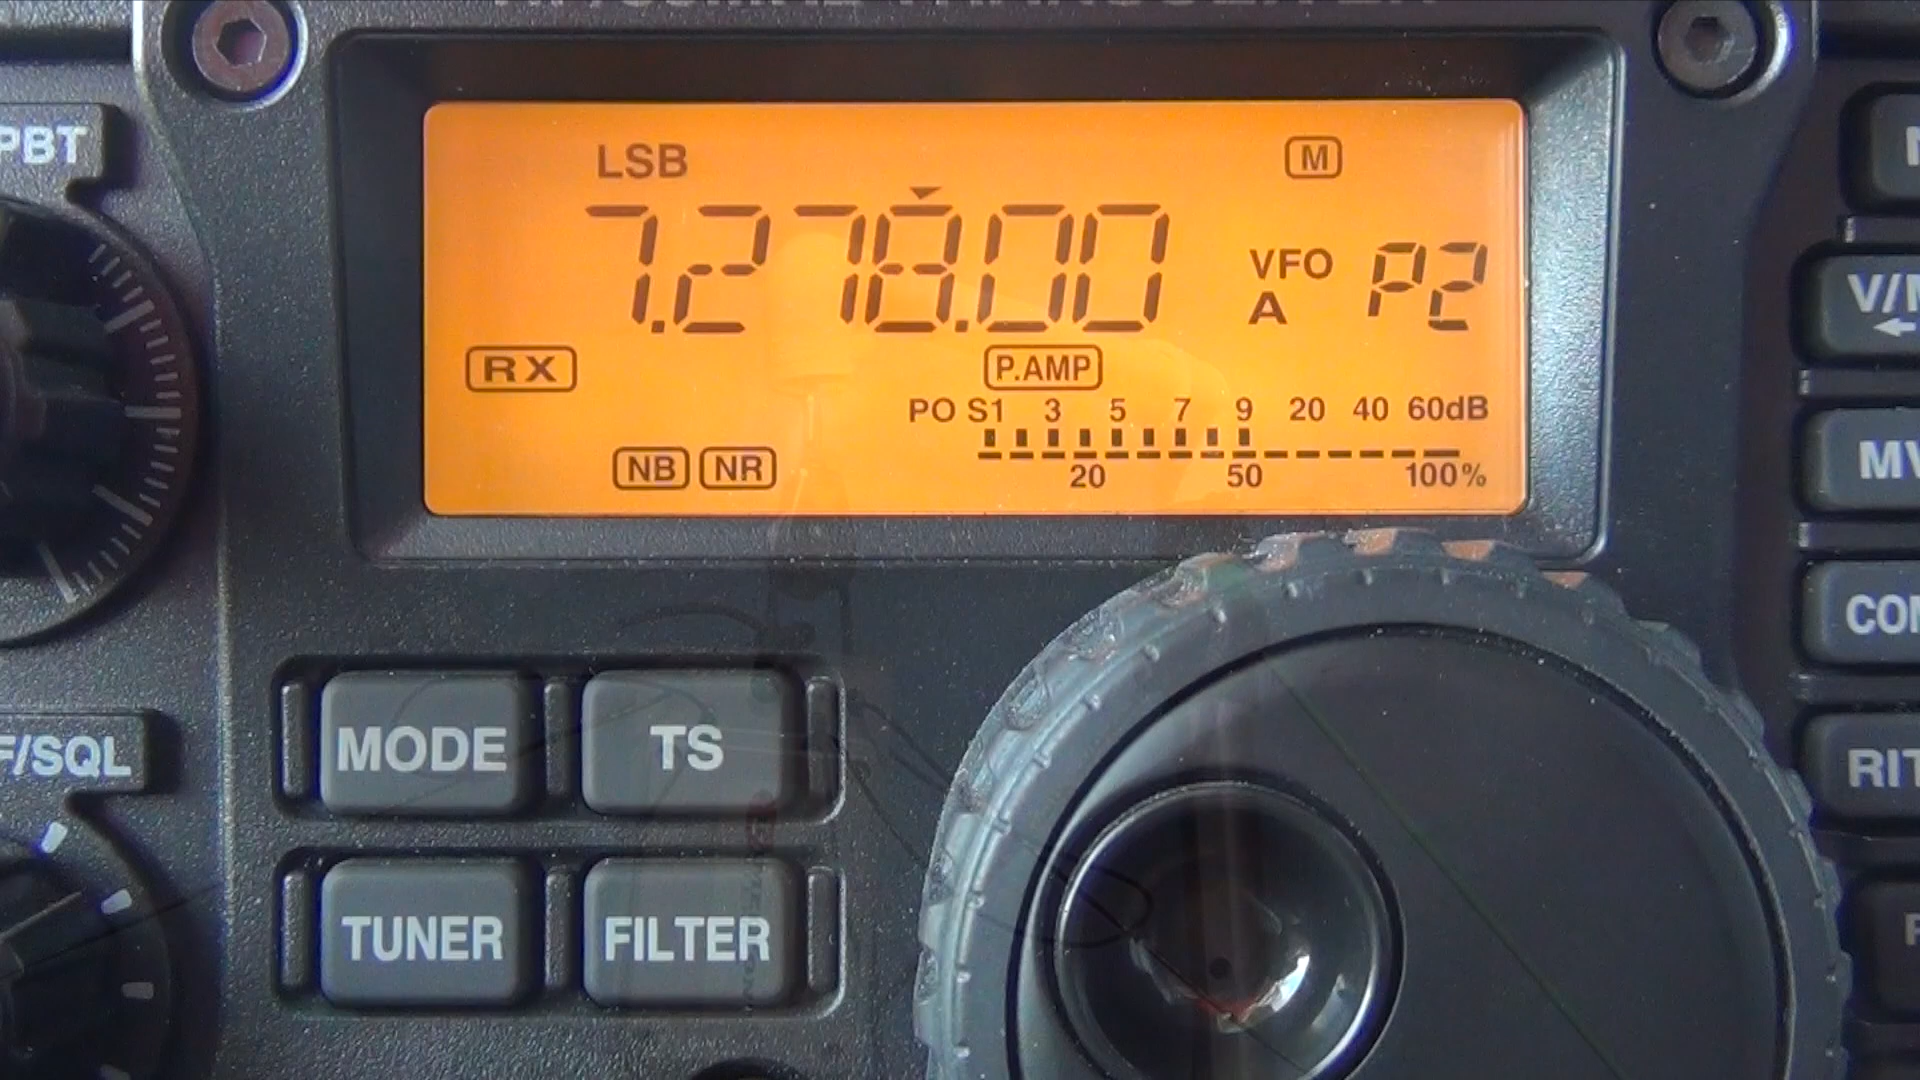 PBT
LSB
M
7.278.00
VFO
A
P2
RX
P.AMP
PO S1 3 5 7 9 20 40 60dB
NB NR
20 50 100%
MODE
TS
F/SQL
TUNER
FILTER
V/M
MV
RIT